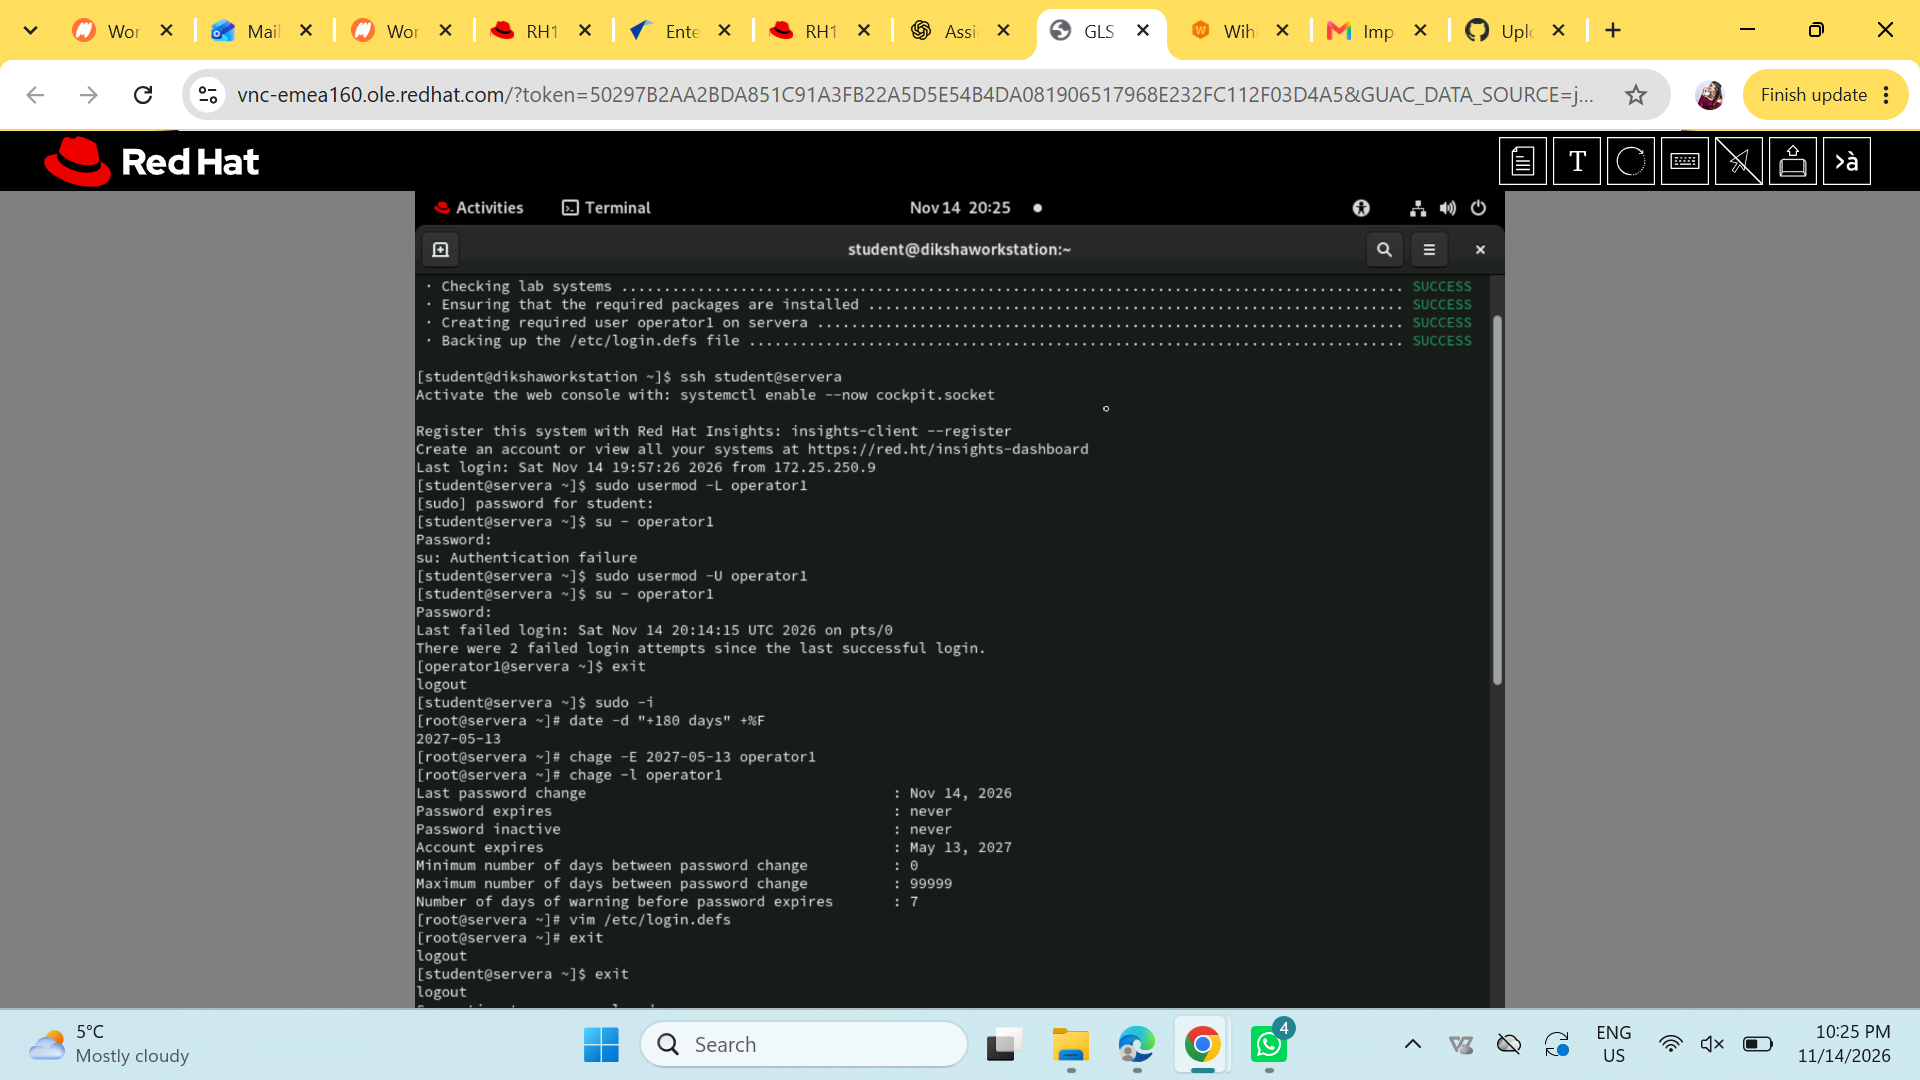 Wor
Mail
Wor
RH1
Ente
RH1
Assi
GLS
Wihi
Imp
Uplo
vnc-emea160.ole.redhat.com/?token=50297B2AA2BDA851C91A3FB22A5D5E54B4DA081906517968E232FC112F03D4A5&GUAC_DATA_SOURCE=j...
Finish update
Red Hat
T
>à
Activities
Terminal
Nov 14 20:25
student@dikshaworkstation:~
· Checking lab systems ............................................................................................ SUCCESS
· Ensuring that the required packages are installed ............................................................... SUCCESS
· Creating required user operator1 on servera ..................................................................... SUCCESS
· Backing up the /etc/login.defs file ............................................................................. SUCCESS
[student@dikshaworkstation ~]$ ssh student@servera
Activate the web console with: systemctl enable --now cockpit.socket
Register this system with Red Hat Insights: insights-client --register
Create an account or view all your systems at https://red.ht/insights-dashboard
Last login: Sat Nov 14 19:57:26 2026 from 172.25.250.9
[student@servera ~]$ sudo usermod -L operator1
[sudo] password for student:
[student@servera ~]$ su - operator1
Password:
su: Authentication failure
[student@servera ~]$ sudo usermod -U operator1
[student@servera ~]$ su - operator1
Password:
Last failed login: Sat Nov 14 20:14:15 UTC 2026 on pts/0
There were 2 failed login attempts since the last successful login.
[operator1@servera ~]$ exit
logout
[student@servera ~]$ sudo -i
[root@servera ~]# date -d "+180 days" +%F
2027-05-13
[root@servera ~]# chage -E 2027-05-13 operator1
[root@servera ~]# chage -l operator1
Last password change : Nov 14, 2026
Password expires : never
Password inactive : never
Account expires : May 13, 2027
Minimum number of days between password change : 0
Maximum number of days between password change : 99999
Number of days of warning before password expires : 7
[root@servera ~]# vim /etc/login.defs
[root@servera ~]# exit
logout
[student@servera ~]$ exit
logout
5°C
Mostly cloudy
Search
4
ENG
US
10:25 PM
11/14/2026